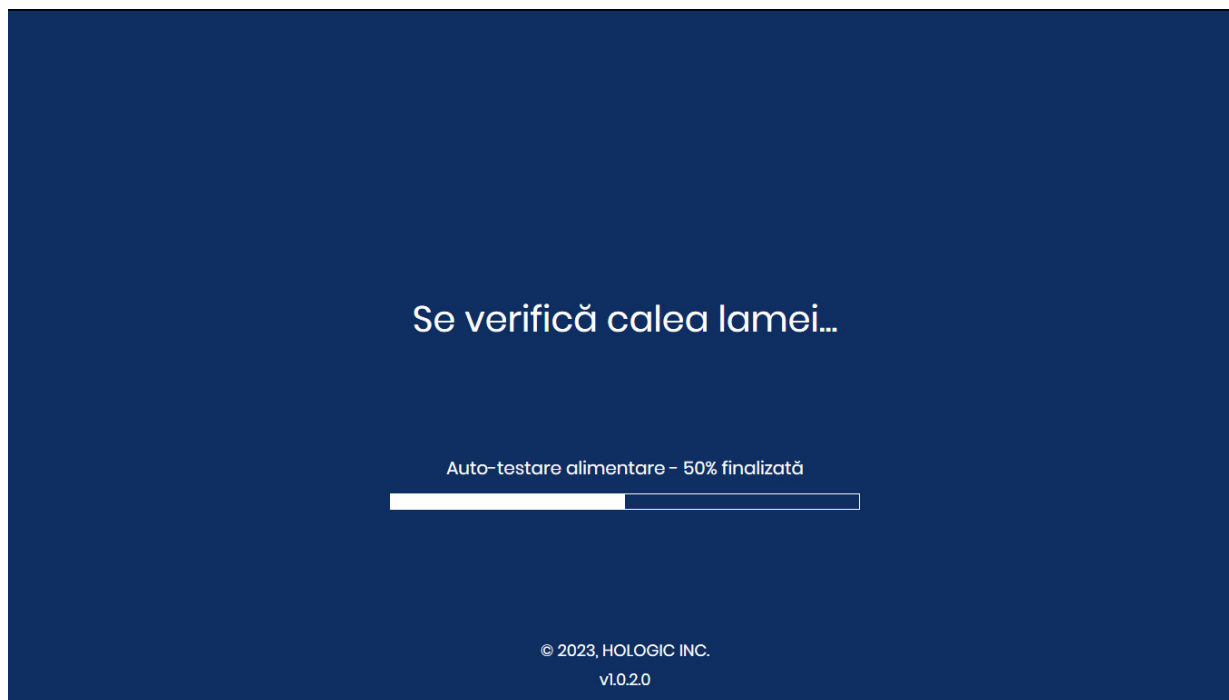 Se verifică calea lamei...
Auto-testare alimentare - 50% finalizată
© 2023, HOLOGIC INC.
v1.0.2.0